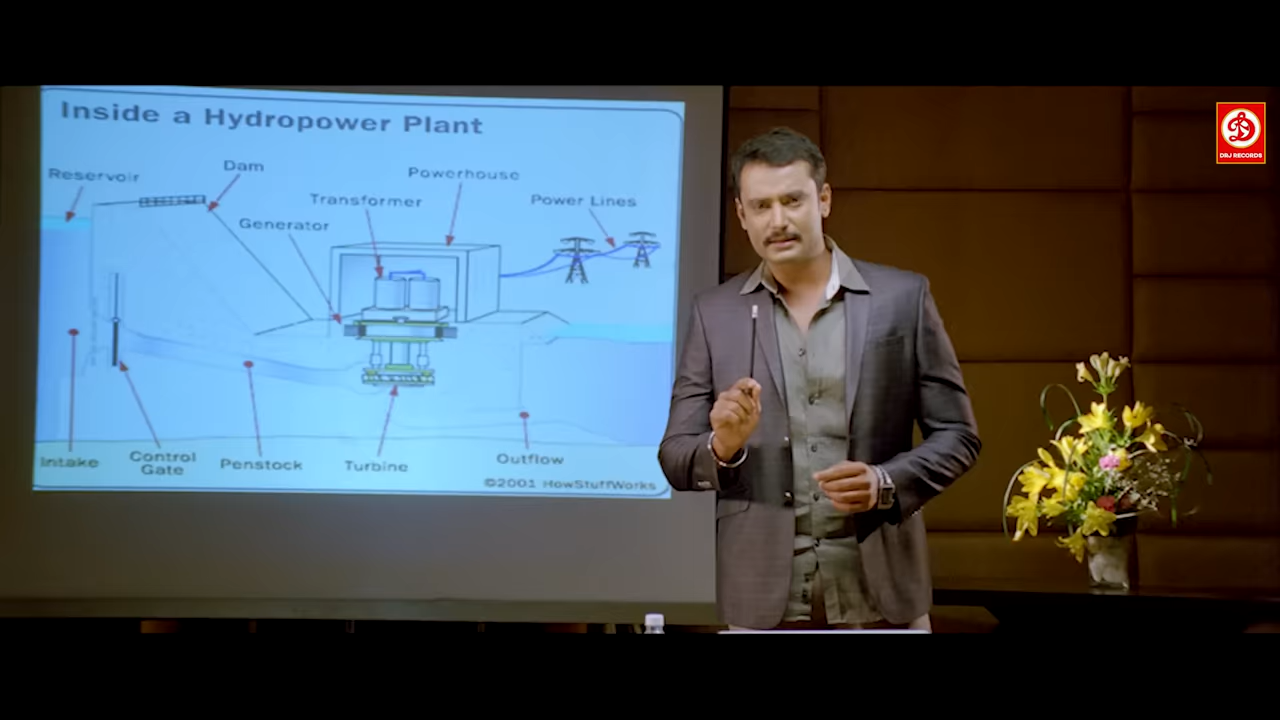 Inside a Hydropower Plant
Reservoir
Dam
Powerhouse
Transformer
Power Lines
Generator
Intake
Control
Gate
Penstock
Turbine
Outflow
©2001 HowStuffWorks
DRJ RECORDS